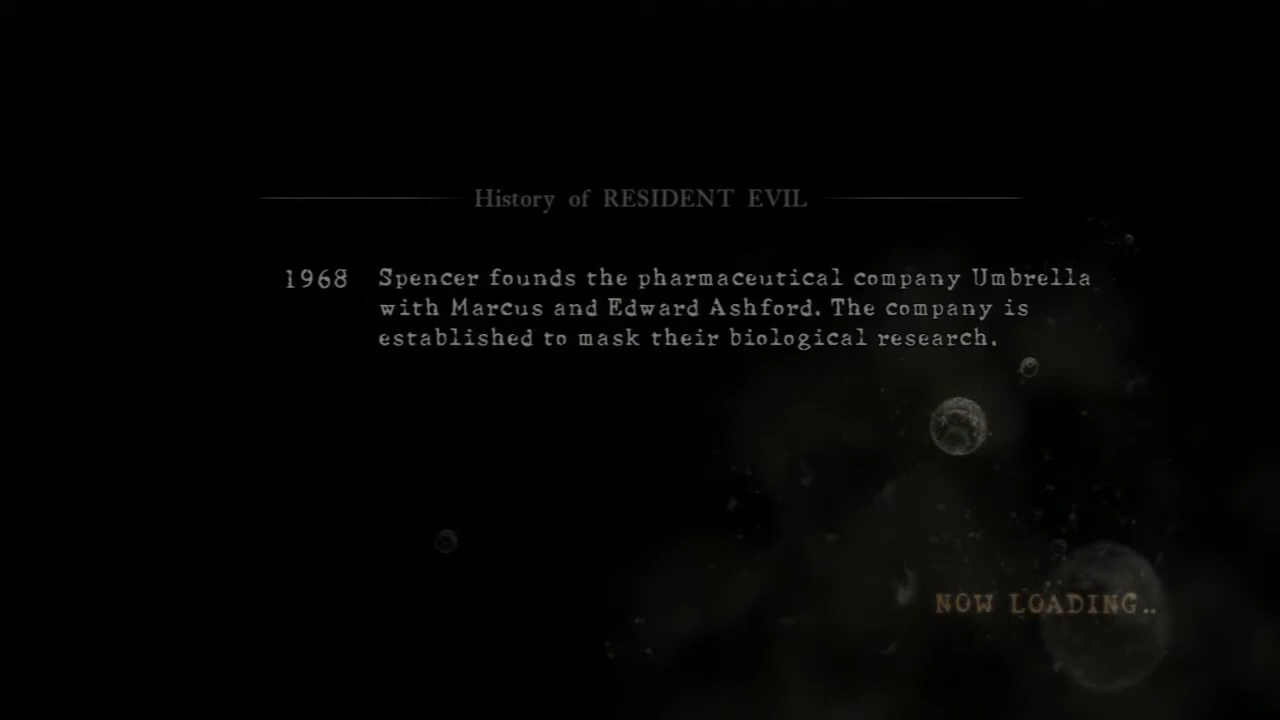 History of RESIDENT EVIL
1968 Spencer founds the pharmaceutical company Umbrella
with Marcus and Edward Ashford. The company is
established to mask their biological research.
NOW LOADING..